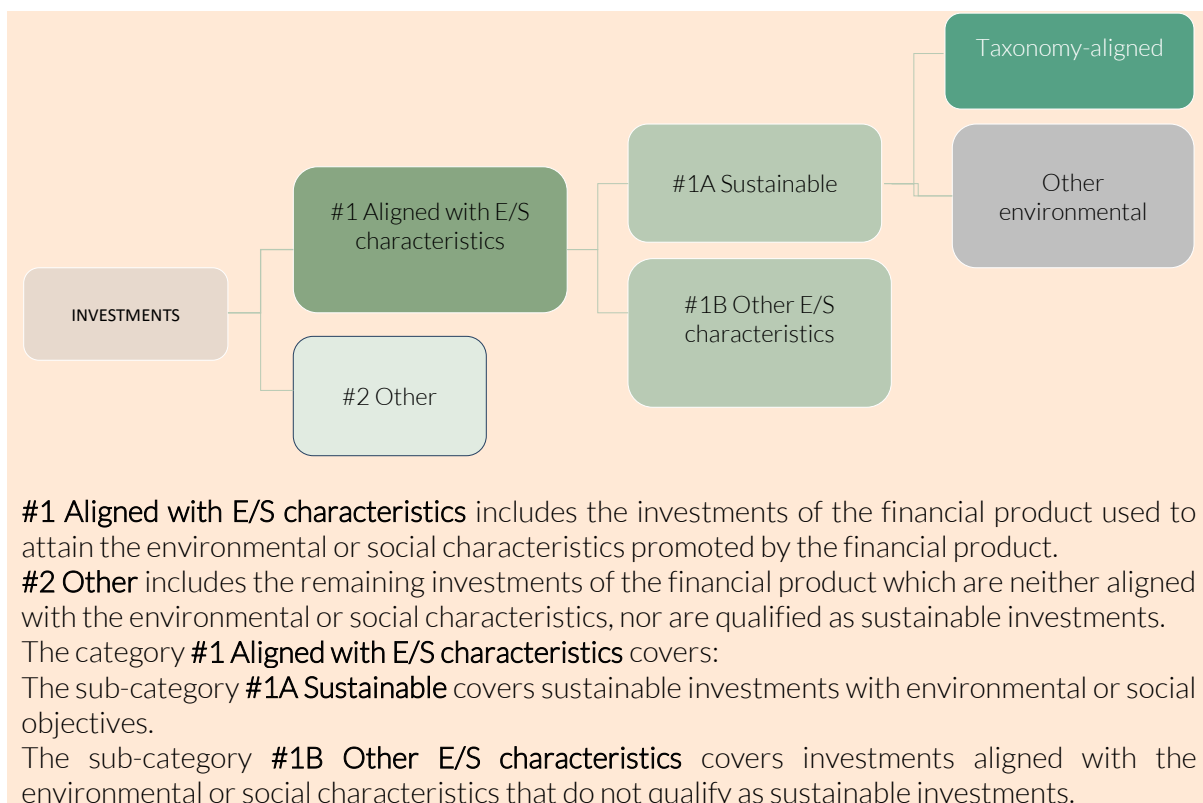 Taxonomy-aligned
#1A Sustainable
Other
environmental
#1 Aligned with E/S
characteristics
INVESTMENTS
#1B Other E/S
characteristics
#2 Other
#1 Aligned with E/S characteristics includes the investments of the financial product used to
attain the environmental or social characteristics promoted by the financial product.
#2 Other includes the remaining investments of the financial product which are neither aligned
with the environmental or social characteristics, nor are qualified as sustainable investments.
The category #1 Aligned with E/S characteristics covers:
The sub-category #1A Sustainable covers sustainable investments with environmental or social
objectives.
The sub-category #1B Other E/S characteristics covers investments aligned with the
environmental or social characteristics that do not qualify as sustainable investments.